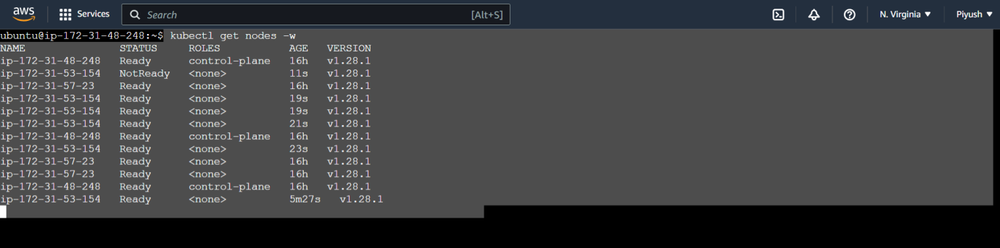 aws Services Search [Alt+S] N. Virginia Piyush
ubuntu@ip-172-31-48-248:~$ kubectl get nodes -w
NAME STATUS ROLES AGE VERSION
ip-172-31-48-248 Ready control-plane 16h v1.28.1
ip-172-31-53-154 NotReady <none> 11s v1.28.1
ip-172-31-57-23 Ready <none> 16h v1.28.1
ip-172-31-53-154 Ready <none> 19s v1.28.1
ip-172-31-53-154 Ready <none> 19s v1.28.1
ip-172-31-53-154 Ready <none> 21s v1.28.1
ip-172-31-48-248 Ready control-plane 16h v1.28.1
ip-172-31-53-154 Ready <none> 23s v1.28.1
ip-172-31-57-23 Ready <none> 16h v1.28.1
ip-172-31-57-23 Ready <none> 16h v1.28.1
ip-172-31-48-248 Ready control-plane 16h v1.28.1
ip-172-31-53-154 Ready <none> 5m27s v1.28.1